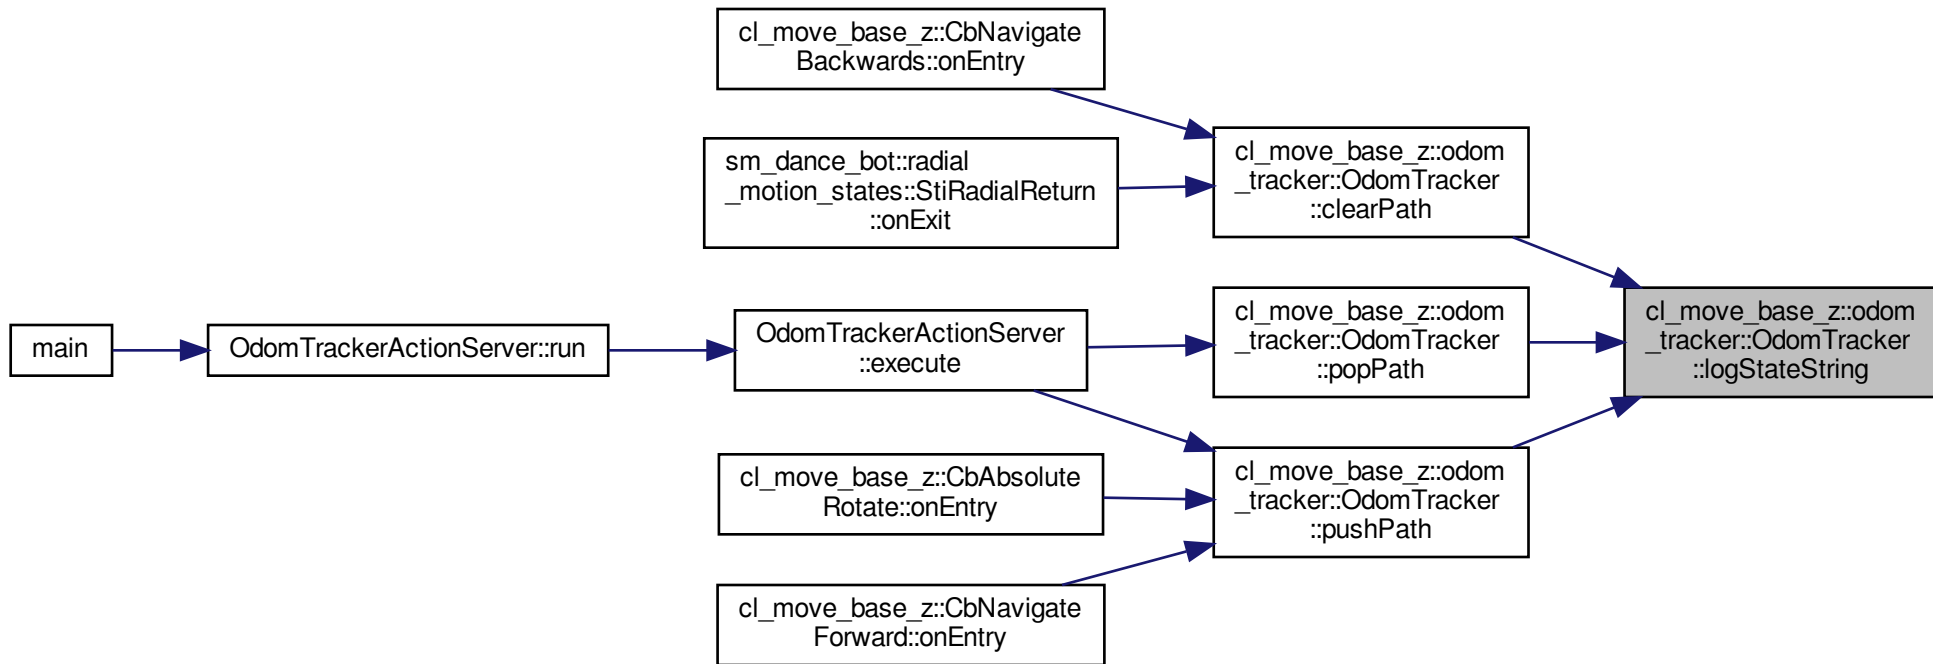 cl_move_base_z::CbNavigate
Backwards::onEntry
sm_dance_bot::radial
_motion_states::StiRadialReturn
::onExit
main
OdomTrackerActionServer::run
OdomTrackerActionServer
::execute
cl_move_base_z::CbAbsolute
Rotate::onEntry
cl_move_base_z::CbNavigate
Forward::onEntry
cl_move_base_z::odom
_tracker::OdomTracker
::clearPath
cl_move_base_z::odom
_tracker::OdomTracker
::popPath
cl_move_base_z::odom
_tracker::OdomTracker
::pushPath
cl_move_base_z::odom
_tracker::OdomTracker
::logStateString